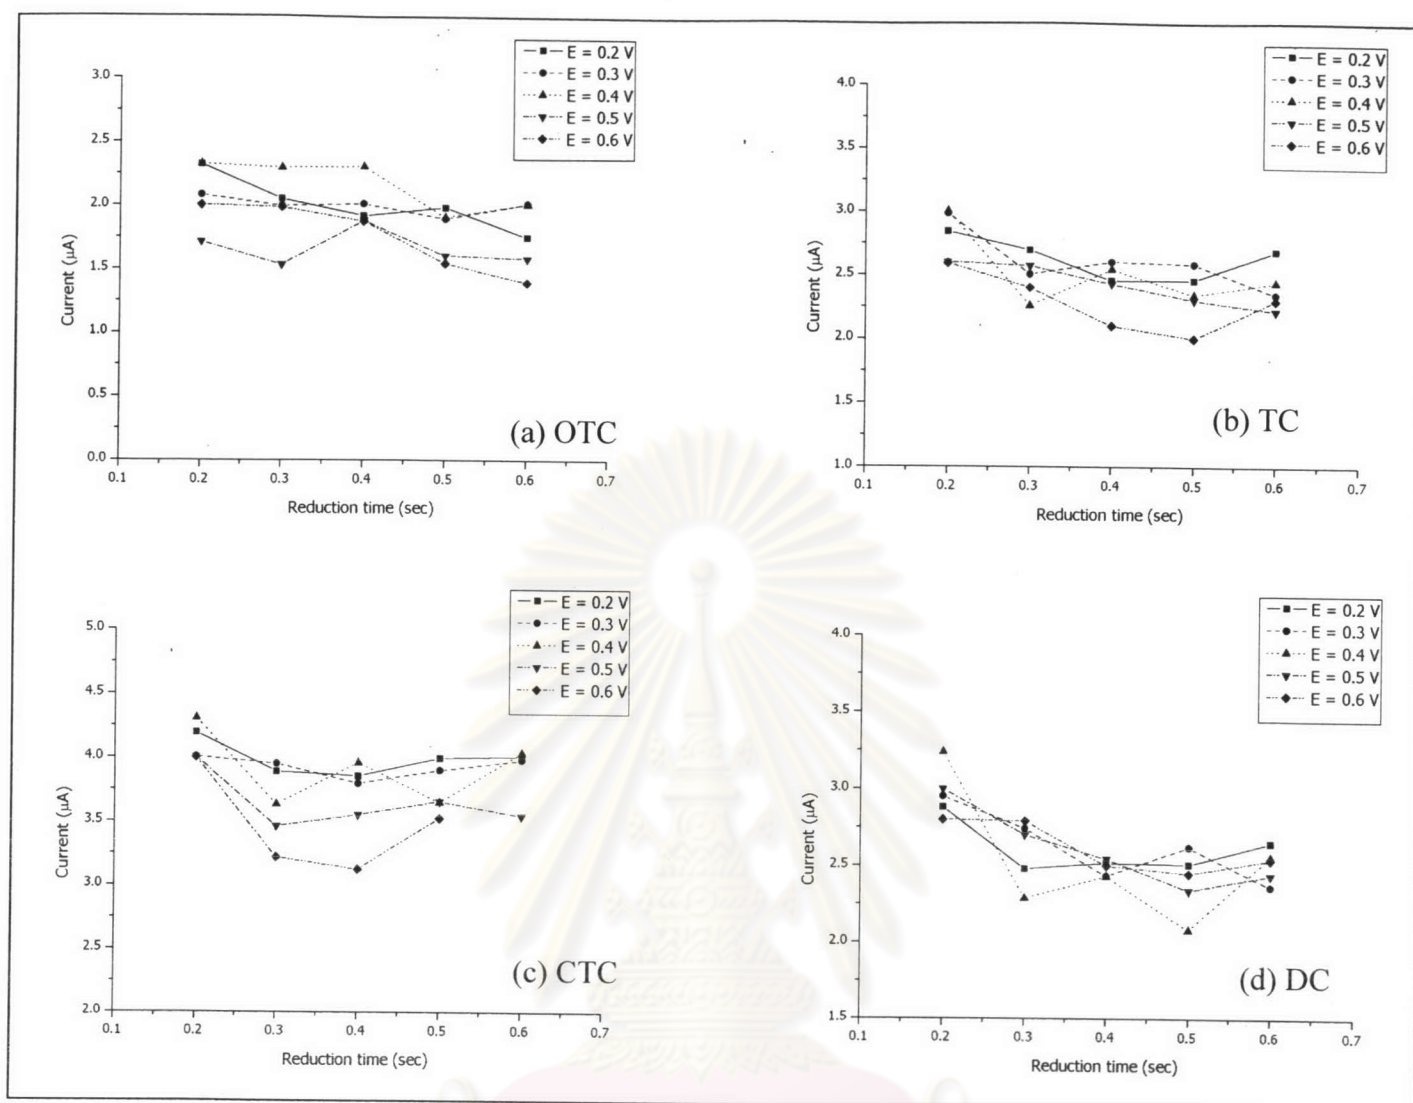 E = 0.2 V
E = 0.3 V
E = 0.4 V
E = 0.5 V
E = 0.6 V
3.0
2.5
2.0
1.5
1.0
0.5
0.0
Current (µA)
(a) OTC
0.1 0.2 0.3 0.4 0.5 0.6 0.7
Reduction time (sec)
E = 0.2 V
E = 0.3 V
E = 0.4 V
E = 0.5 V
E = 0.6 V
4.0
3.5
3.0
2.5
2.0
1.5
1.0
Current (µA)
(b) TC
0.1 0.2 0.3 0.4 0.5 0.6 0.7
Reduction time (sec)
E = 0.2 V
E = 0.3 V
E = 0.4 V
E = 0.5 V
E = 0.6 V
5.0
4.5
4.0
3.5
3.0
2.5
2.0
Current (µA)
(c) CTC
0.1 0.2 0.3 0.4 0.5 0.6 0.7
Reduction time (sec)
E = 0.2 V
E = 0.3 V
E = 0.4 V
E = 0.5 V
E = 0.6 V
4.0
3.5
3.0
2.5
2.0
1.5
Current (µA)
(d) DC
0.1 0.2 0.3 0.4 0.5 0.6 0.7
Reduction time (sec)